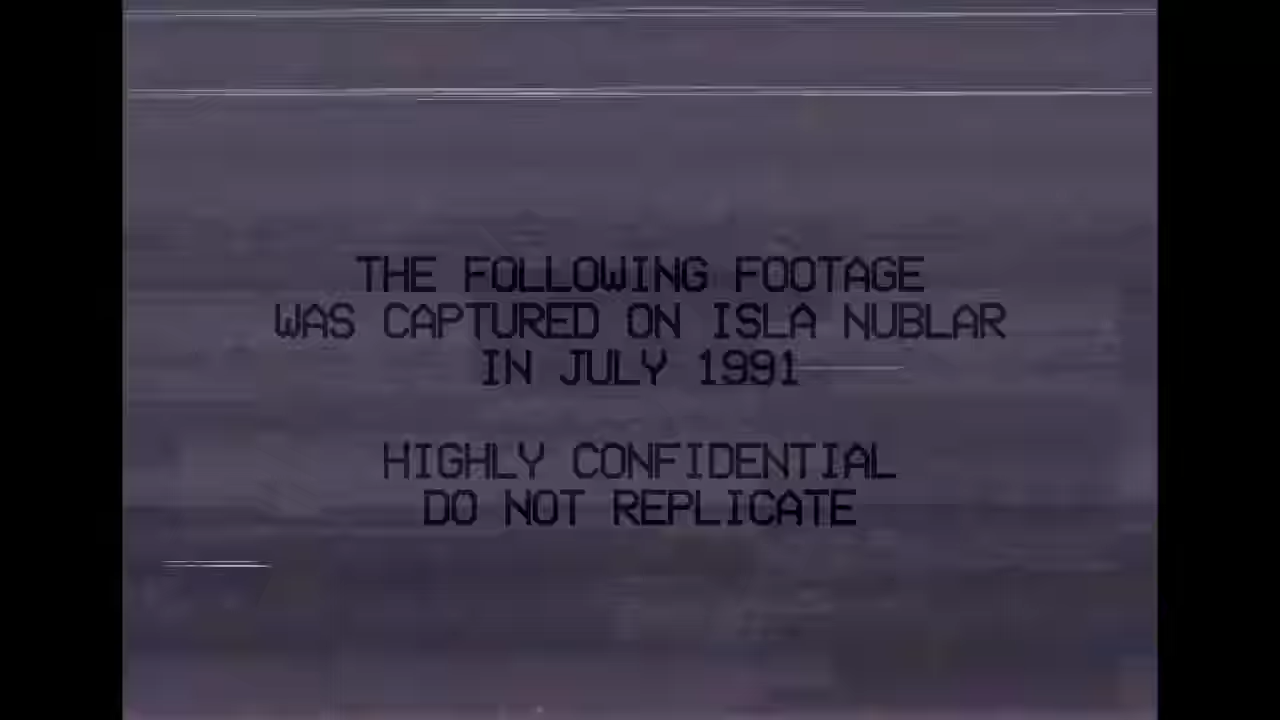 THE FOLLOWING FOOTAGE
WAS CAPTURED ON ISLA NUBLAR
IN JULY 1991
HIGHLY CONFIDENTIAL
DO NOT REPLICATE